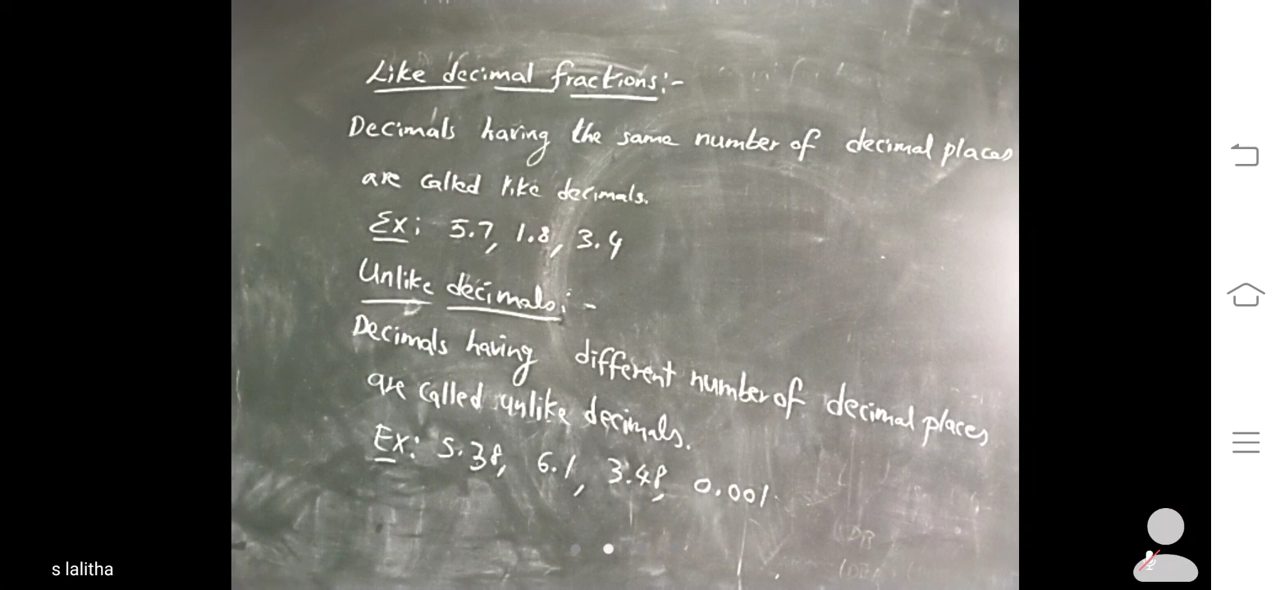 Like decimal fractions:-
Decimals having the same number of decimal places
are called like decimals.
Ex: 5.7, 1.8, 3.4
Unlike decimals:-
Decimals having different number of decimal places
are called unlike decimals.
Ex: 5.38, 6.1, 3.48, 0.001
s lalitha